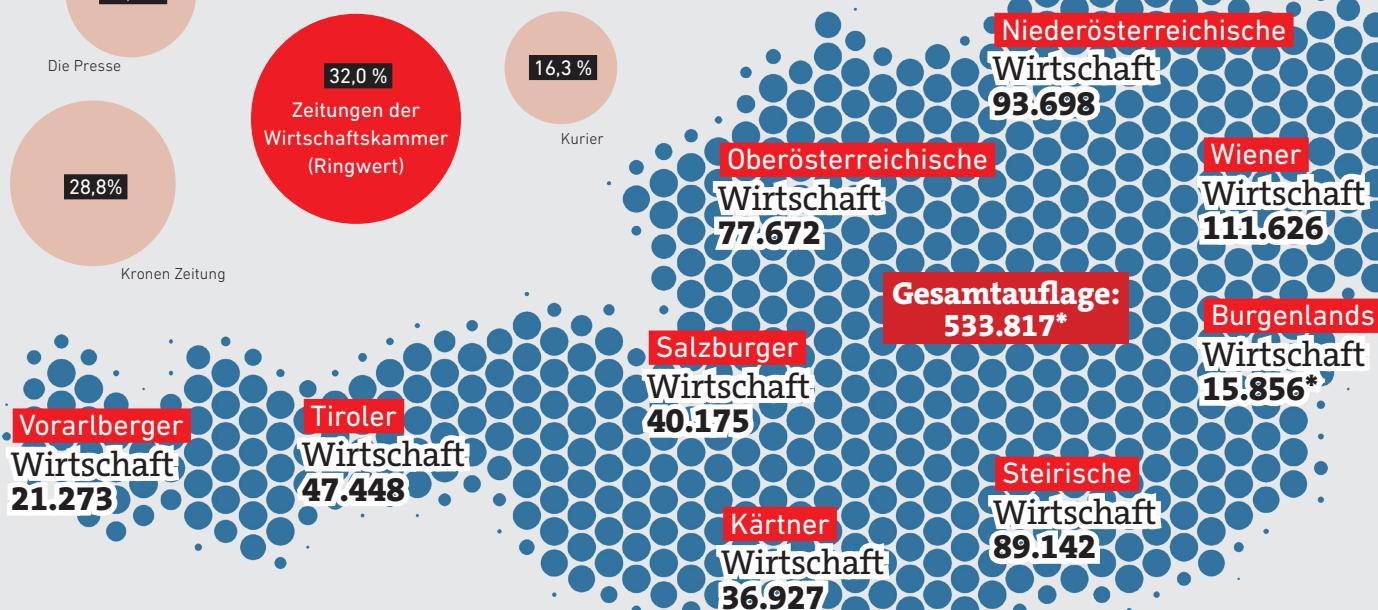 Die Presse
32,0 %
Zeitungen der
Wirtschaftskammer
(Ringwert)
16,3 %
Kurier
28,8%
Kronen Zeitung
Niederösterreichische
Wirtschaft
93.698
Oberösterreichische
Wirtschaft
77.672
Wiener
Wirtschaft
111.626
Gesamtauflage:
533.817*
Burgenlands
Wirtschaft
15.856*
Salzburger
Wirtschaft
40.175
Vorarlberger
Wirtschaft
21.273
Tiroler
Wirtschaft
47.448
Steirische
Wirtschaft
89.142
Kärtner
Wirtschaft
36.927